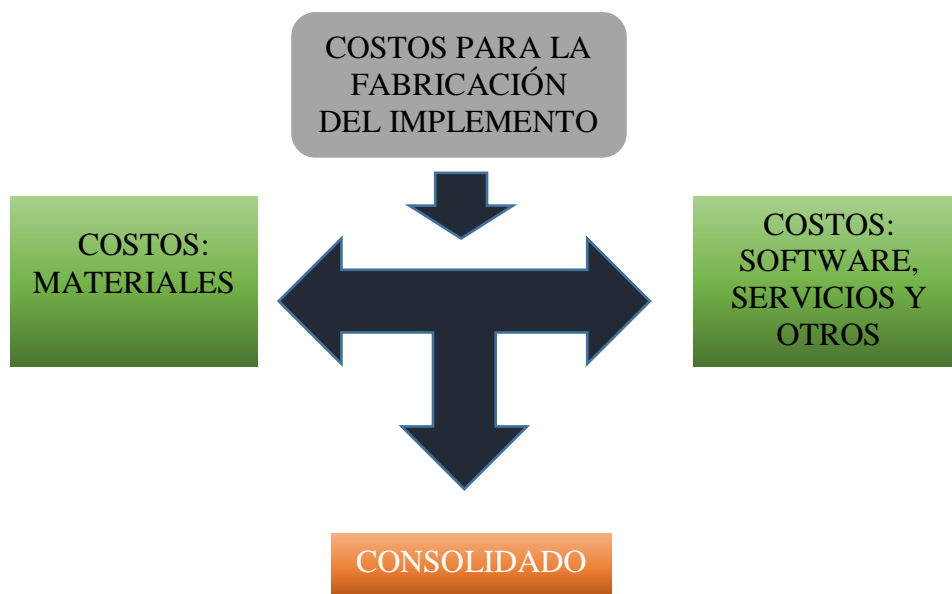 COSTOS PARA LA
FABRICACIÓN
DEL IMPLEMENTO
COSTOS:
MATERIALES
COSTOS:
SOFTWARE,
SERVICIOS Y
OTROS
CONSOLIDADO